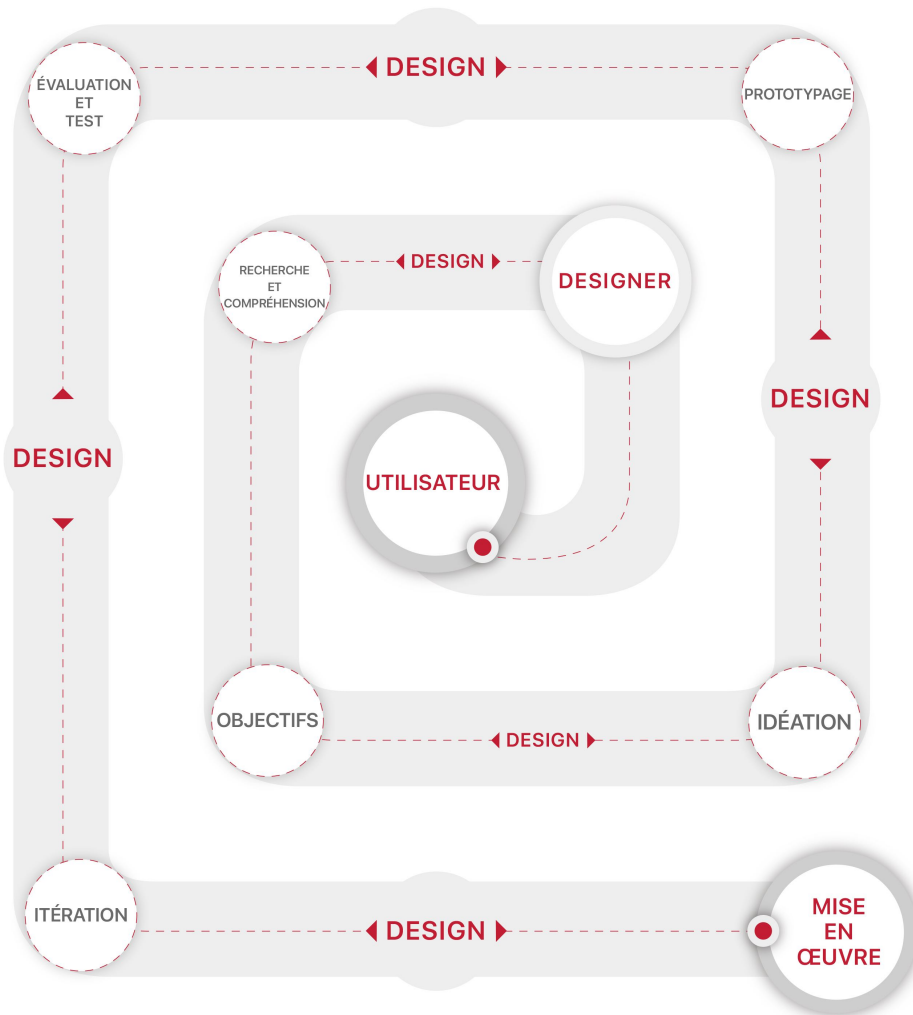 DESIGN
ÉVALUATION
ET
TEST
PROTOTYPAGE
RECHERCHE
ET
COMPRÉHENSION
DESIGN
DESIGNER
DESIGN
DESIGN
UTILISATEUR
OBJECTIFS
DESIGN
IDÉATION
ITÉRATION
DESIGN
MISE
EN
ŒUVRE